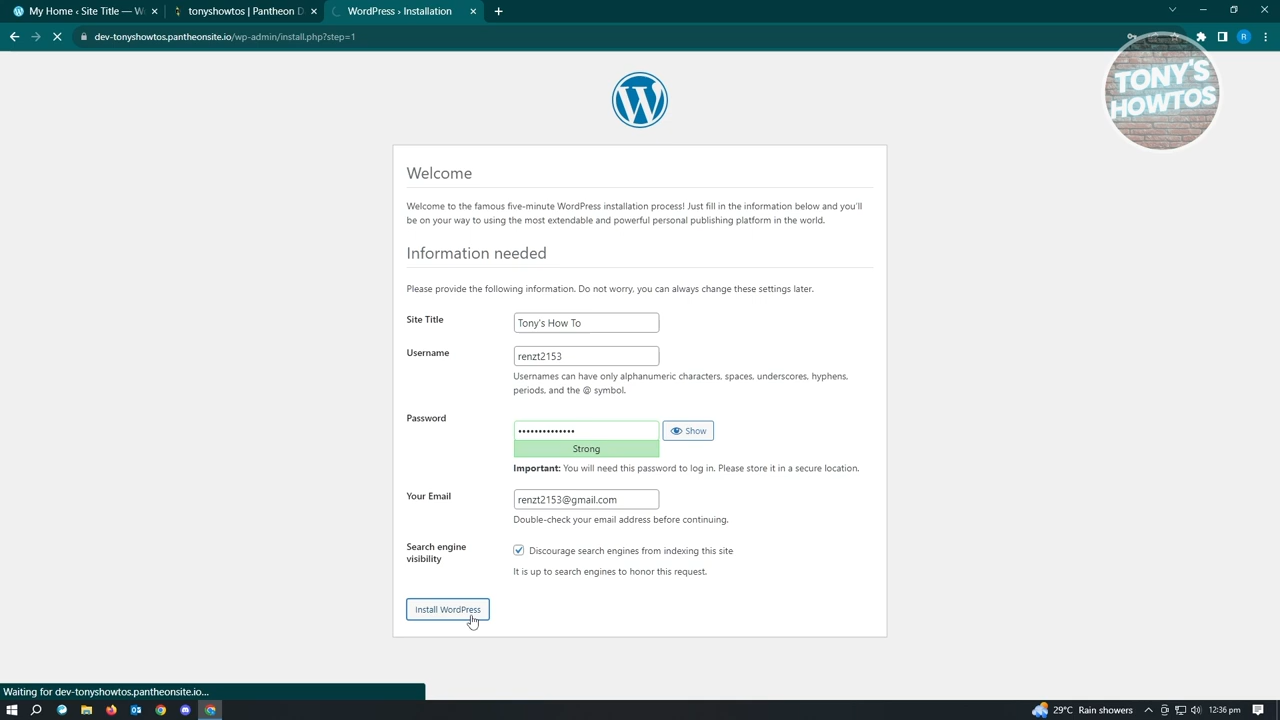 My Home ‹ Site Title — W
tonyshowtos | Pantheon D
WordPress › Installation
dev-tonyshowtos.pantheonsite.io/wp-admin/install.php?step=1
R
TONY'S
HOWTOS
Welcome
Welcome to the famous five-minute WordPress installation process! Just fill in the information below and you'll
be on your way to using the most extendable and powerful personal publishing platform in the world.
Information needed
Please provide the following information. Do not worry, you can always change these settings later.
Site Title
Tony's How To
Username
renzt2153
Usernames can have only alphanumeric characters, spaces, underscores, hyphens,
periods, and the @ symbol.
Password
••••••••••••••
Show
Strong
Important: You will need this password to log in. Please store it in a secure location.
Your Email
renzt2153@gmail.com
Double-check your email address before continuing.
Search engine
visibility
Discourage search engines from indexing this site
It is up to search engines to honor this request.
Install WordPress
Waiting for dev-tonyshowtos.pantheonsite.io...
29°C Rain showers
12:36 pm